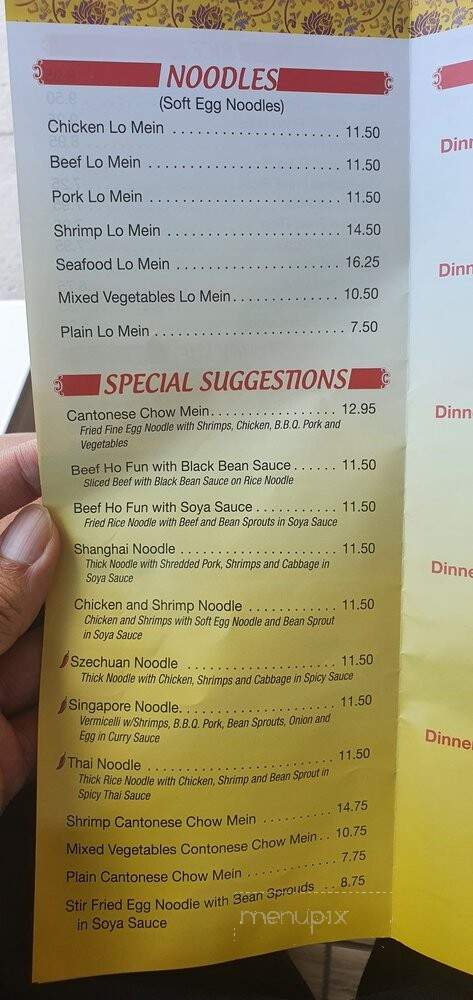 NOODLES
(Soft Egg Noodles)
Chicken Lo Mein .................... 11.50
Beef Lo Mein ....................... 11.50
Pork Lo Mein ....................... 11.50
Shrimp Lo Mein .................... 14.50
Seafood Lo Mein ................... 16.25
Mixed Vegetables Lo Mein.............. 10.50
Plain Lo Mein ....................... 7.50
SPECIAL SUGGESTIONS
Cantonese Chow Mein................. 12.95
Fried Fine Egg Noodle with Shrimps, Chicken, B.B.Q. Pork and
Vegetables
Beef Ho Fun with Black Bean Sauce ...... 11.50
Sliced Beef with Black Bean Sauce on Rice Noodle
Beef Ho Fun with Soya Sauce ........... 11.50
Fried Rice Noodle with Beef and Bean Sprouts in Soya Sauce
Shanghai Noodle ..................... 11.50
Thick Noodle with Shredded Pork, Shrimps and Cabbage in
Soya Sauce
Chicken and Shrimp Noodle ............ 11.50
Chicken and Shrimps with Soft Egg Noodle and Bean Sprout
in Soya Sauce
Szechuan Noodle .................... 11.50
Thick Noodle with Chicken, Shrimps and Cabbage in Spicy Sauce
Singapore Noodle..................... 11.50
Vermicelli w/Shrimps, B.B.Q. Pork, Bean Sprouts, Onion and
Egg in Curry Sauce
Thai Noodle ......................... 11.50
Thick Rice Noodle with Chicken, Shrimp and Bean Sprout in
Spicy Thai Sauce
Shrimp Cantonese Chow Mein .......... 14.75
Mixed Vegetables Contonese Chow Mein .. 10.75
Plain Cantonese Chow Mein ............ 7.75
Stir Fried Egg Noodle with Bean Sprouds .. 8.75
in Soya Sauce
Dinn
Dinn
Dinne
Dinne
Dinner
menupix